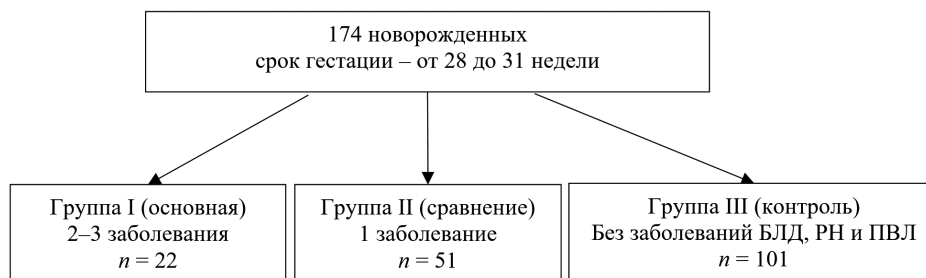 174 новорожденных
срок гестации – от 28 до 31 недели
Группа I (основная)
2–3 заболевания
n = 22
Группа II (сравнение)
1 заболевание
n = 51
Группа III (контроль)
Без заболеваний БЛД, РН и ПВЛ
n = 101